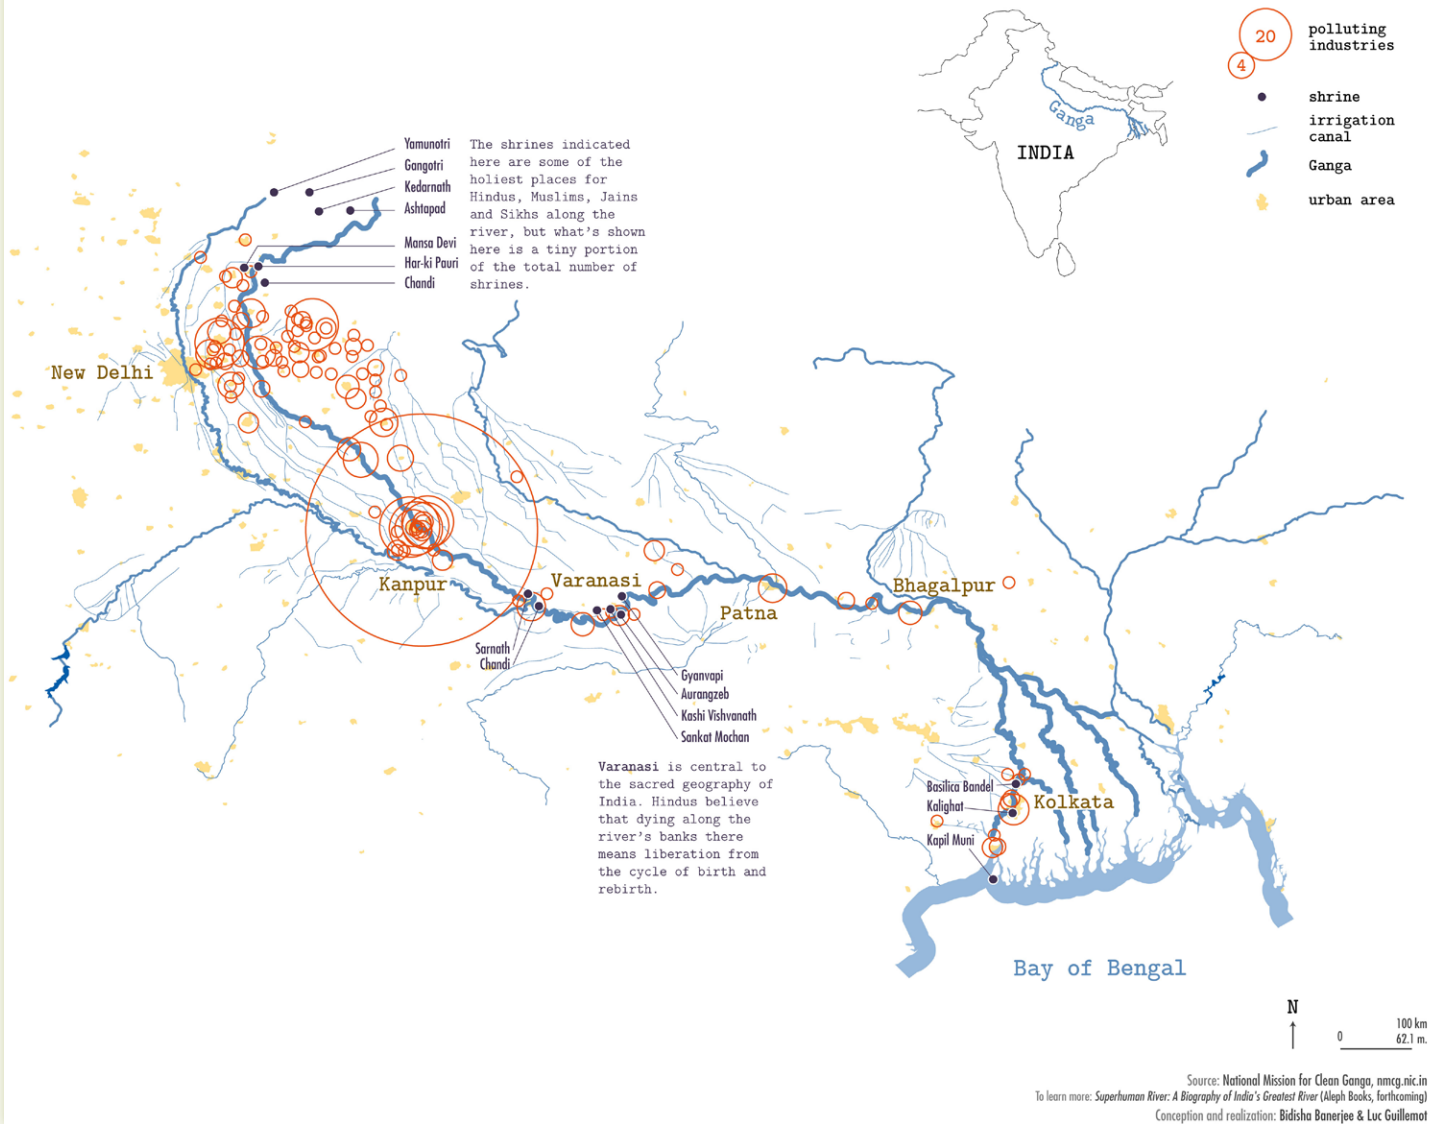 20
4
polluting
industries
shrine
irrigation
canal
Ganga
urban area
Ganga
INDIA
Yamunotri
Gangotri
Kedarnath
Ashtapad
Mansa Devi
Har-ki Pauri
Chandi
The shrines indicated
here are some of the
holiest places for
Hindus, Muslims, Jains
and Sikhs along the
river, but what's shown
here is a tiny portion
of the total number of
shrines.
New Delhi
Kanpur
Varanasi
Patna
Bhagalpur
Sarnath
Chandi
Gyanvapi
Aurangzeb
Kashi Vishvanath
Sankat Mochan
Varanasi is central to
the sacred geography of
India. Hindus believe
that dying along the
river's banks there
means liberation from
the cycle of birth and
rebirth.
Basilica Bandel
Kalighat
Kapil Muni
Kolkata
Bay of Bengal
N
0
100 km
62.1 m.
Source: National Mission for Clean Ganga, nmcg.nic.in
To learn more: Superhuman River: A Biography of India's Greatest River (Aleph Books, forthcoming)
Conception and realization: Bidisha Banerjee & Luc Guillemot